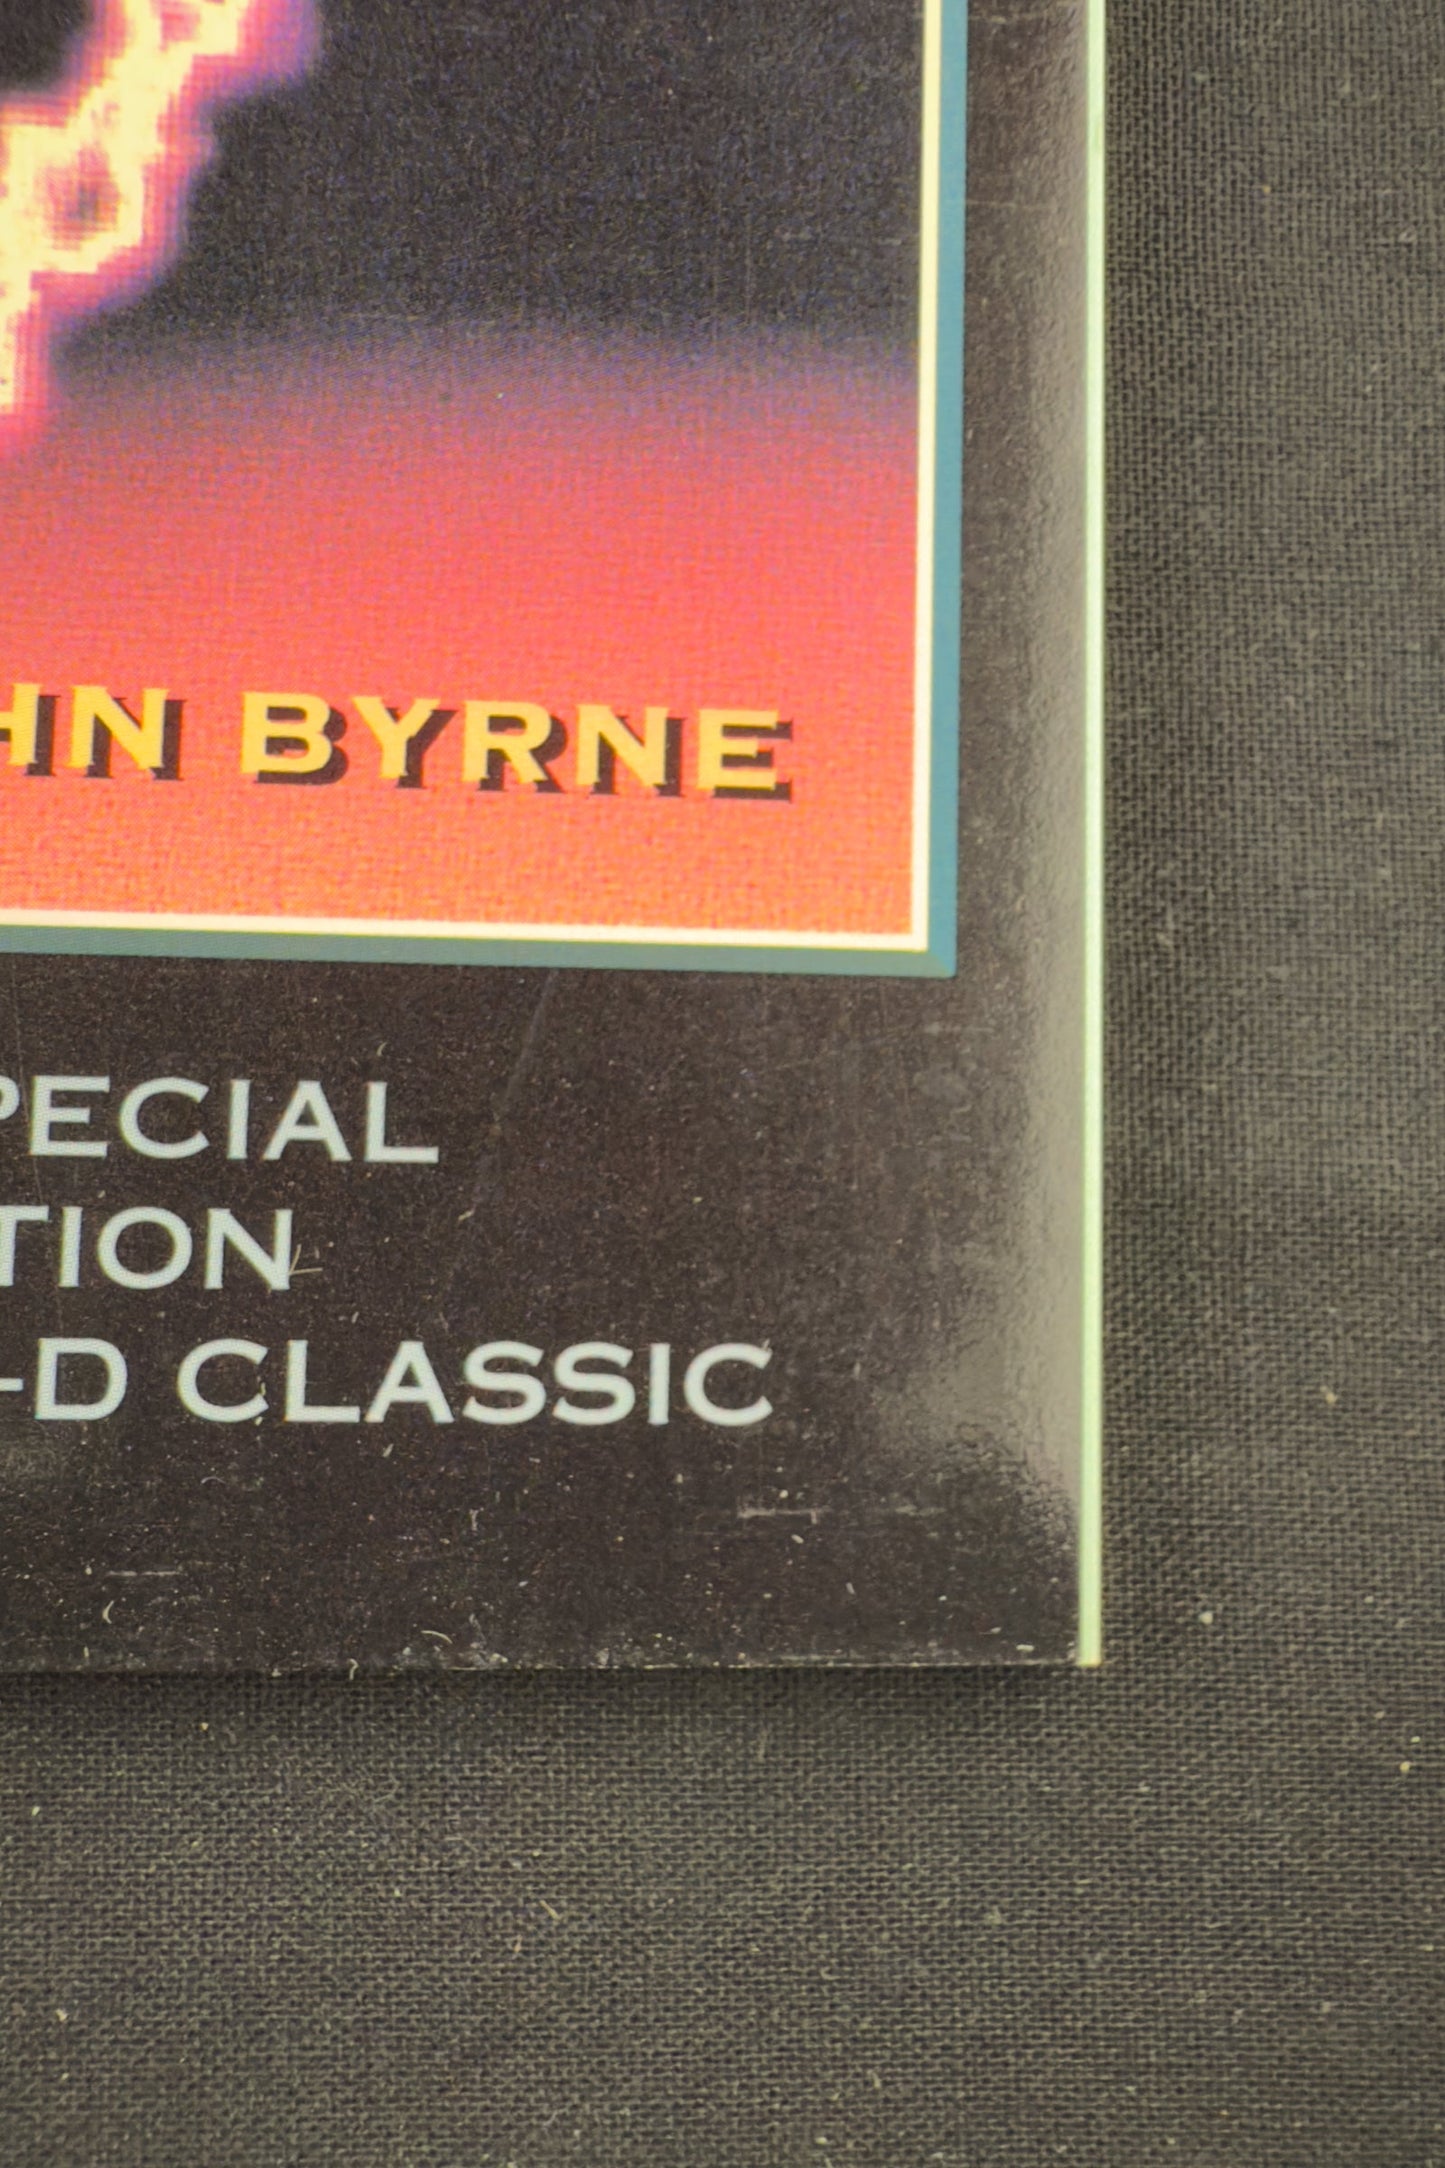 HN BYRNE
PECIAL
TION
-D CLASSIC